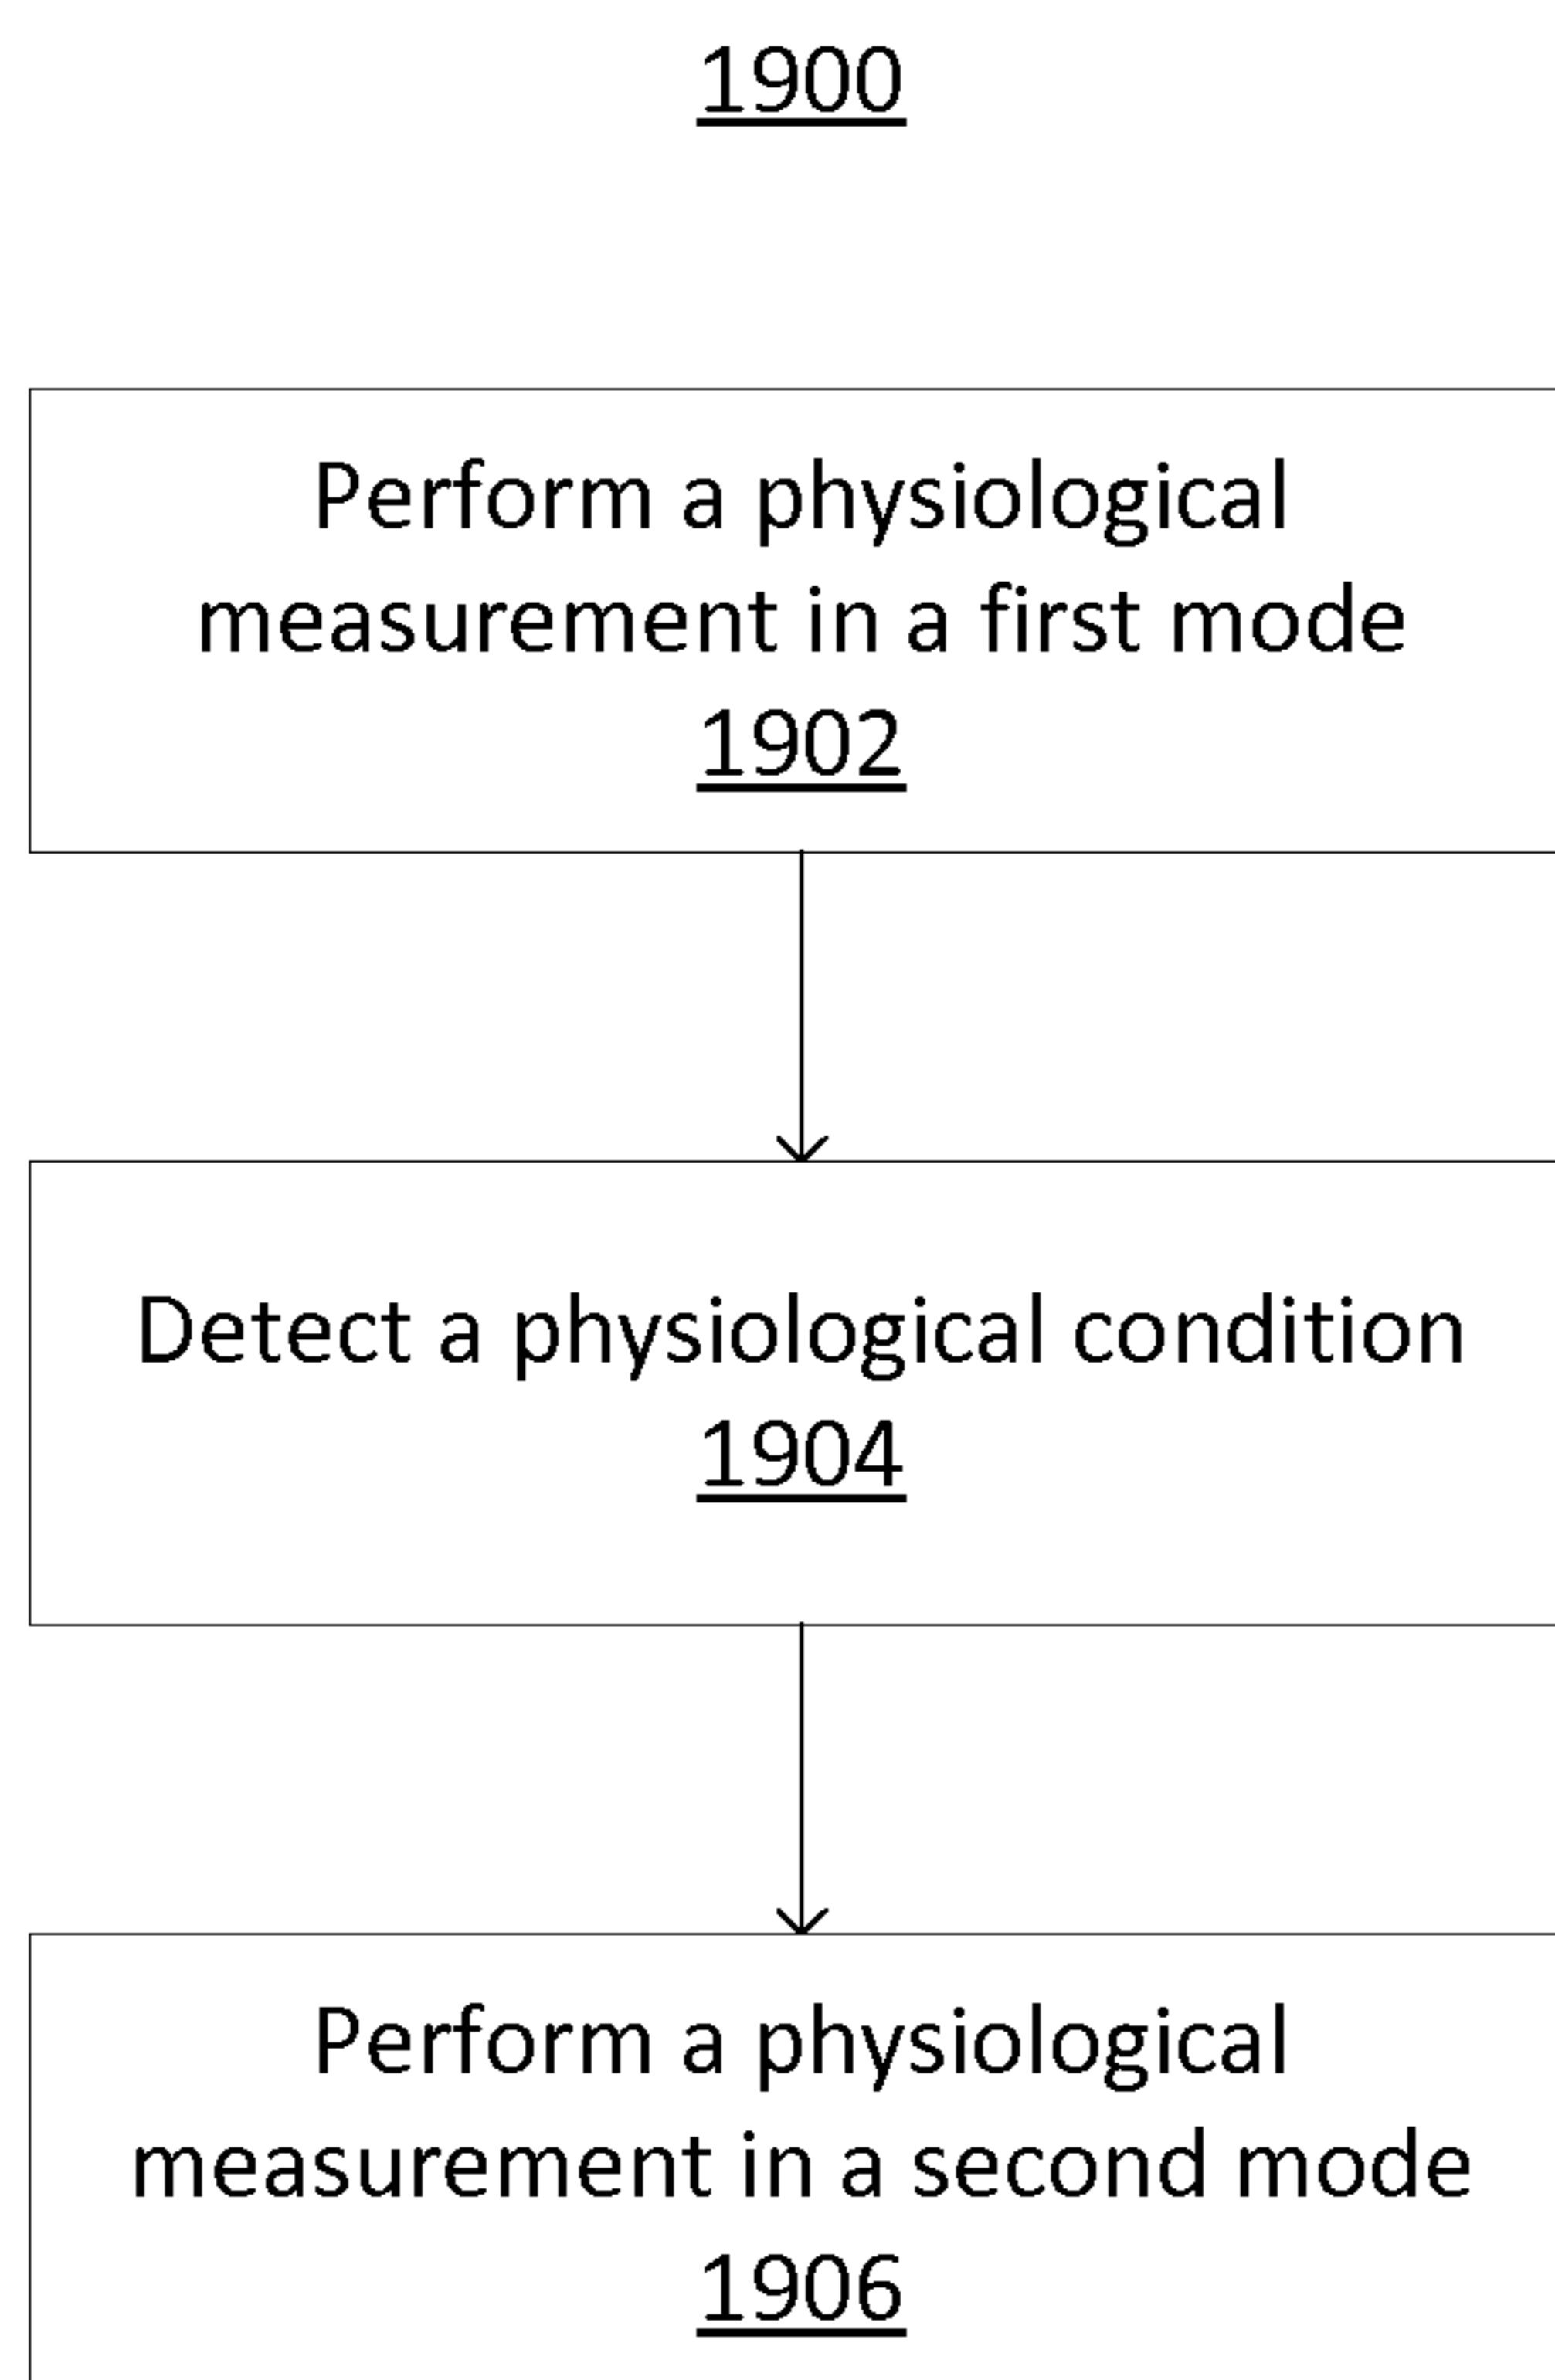 1900
Perform a physiological
measurement in a first mode
1902
Detect a physiological condition
1904
Perform a physiological
measurement in a second mode
1906